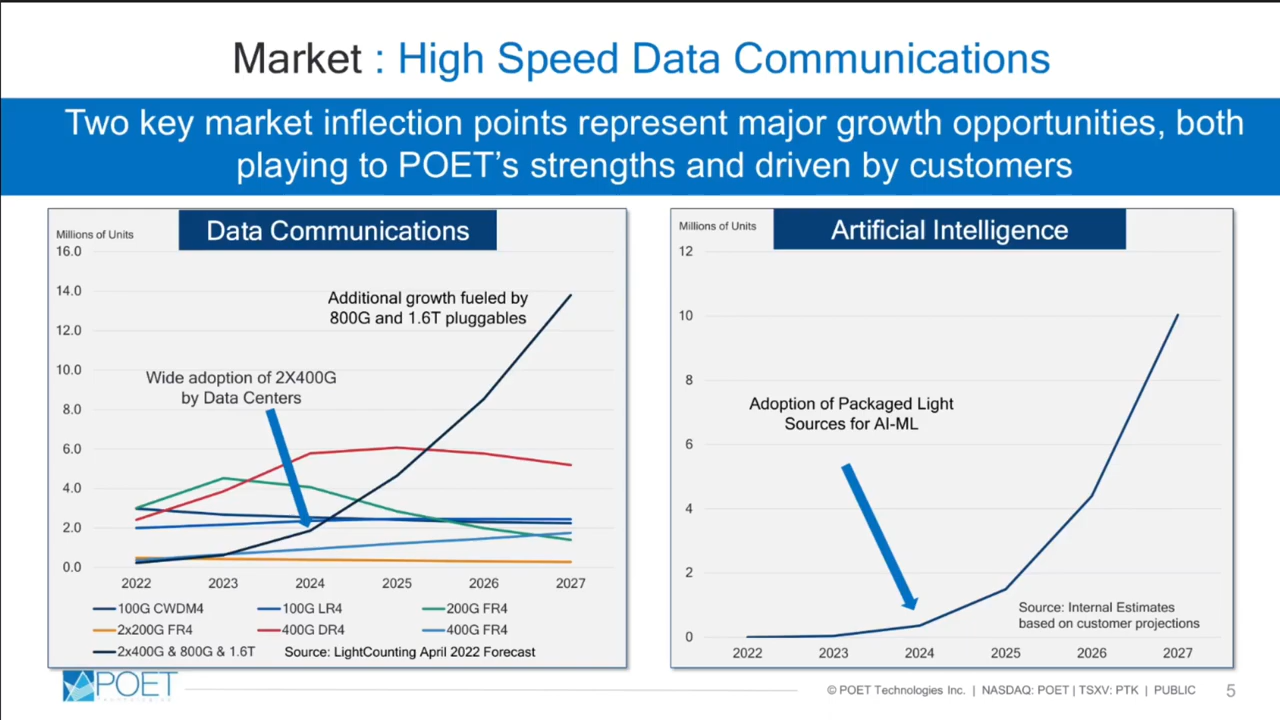 Market : High Speed Data Communications
Two key market inflection points represent major growth opportunities, both
playing to POET’s strengths and driven by customers
Data Communications
Millions of Units
16.0
14.0
12.0
10.0
8.0
6.0
4.0
2.0
0.0
Additional growth fueled by
800G and 1.6T pluggables
Wide adoption of 2X400G
by Data Centers
2022 2023 2024 2025 2026 2027
100G CWDM4 100G LR4 200G FR4
2x200G FR4 400G DR4 400G FR4
2x400G & 800G & 1.6T Source: LightCounting April 2022 Forecast
Artificial Intelligence
Millions of Units
12
10
8
6
4
2
0
Adoption of Packaged Light
Sources for AI-ML
Source: Internal Estimates
based on customer projections
2022 2023 2024 2025 2026 2027
POET
© POET Technologies Inc. | NASDAQ: POET | TSXV: PTK | PUBLIC 5